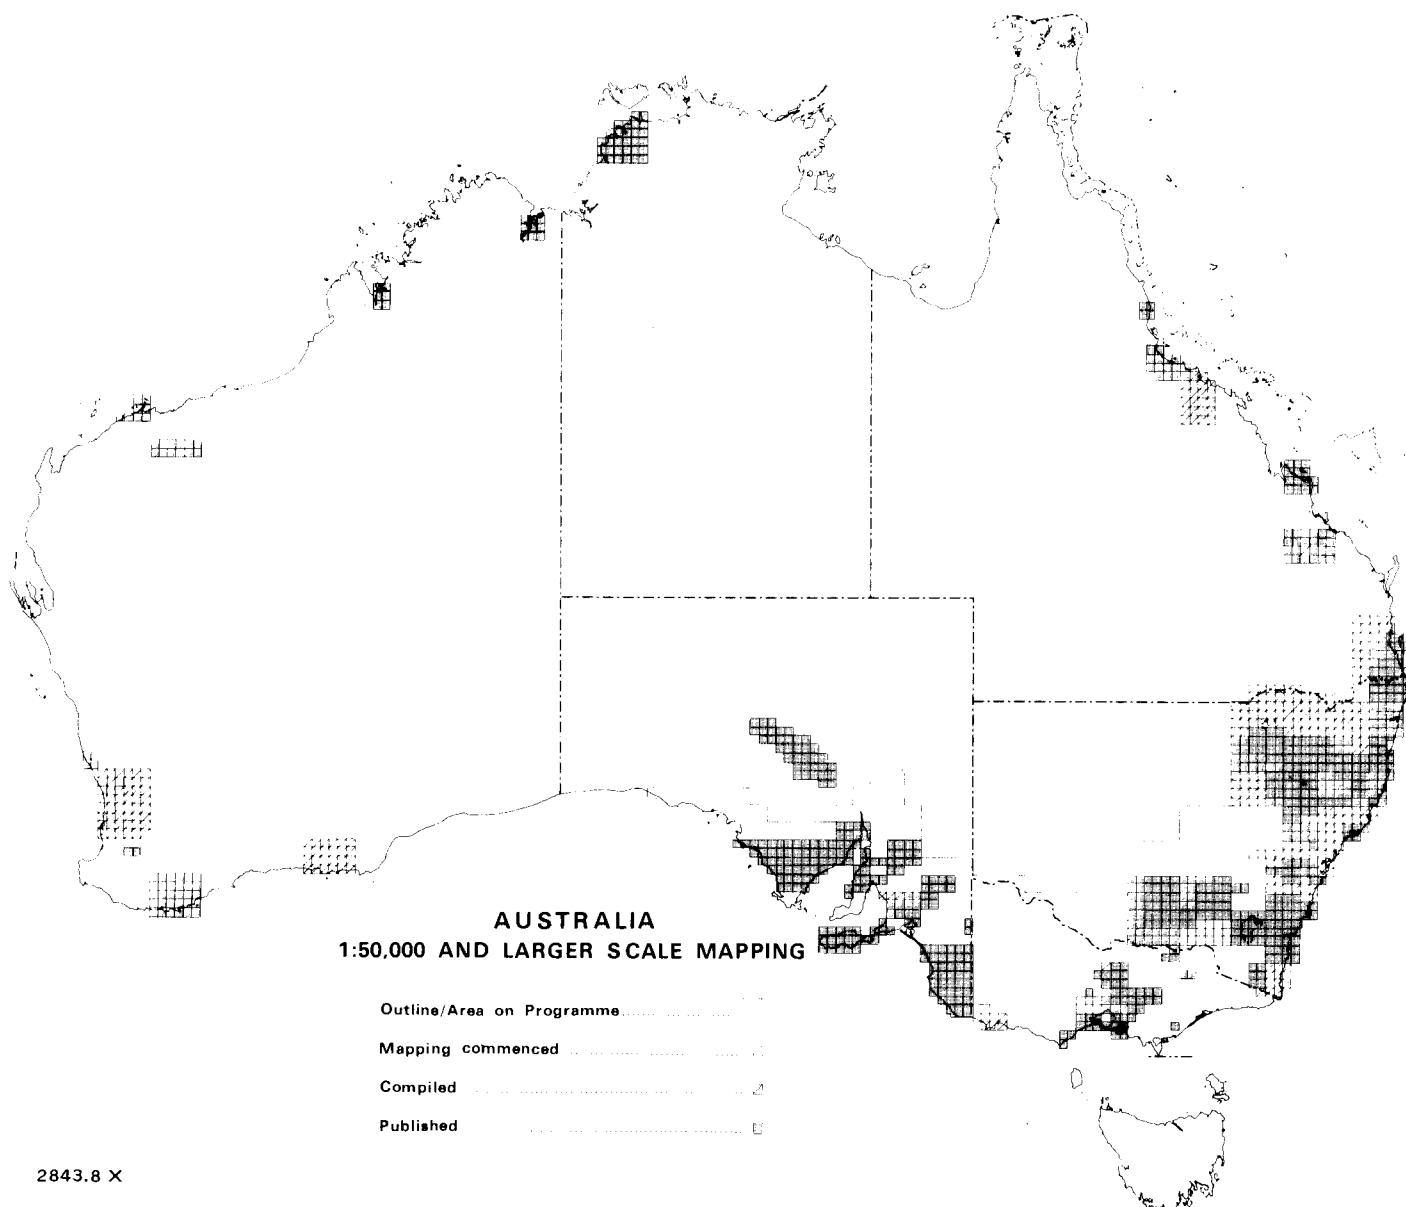 AUSTRALIA
1:50,000 AND LARGER SCALE MAPPING
Outline/Area on Programme
Mapping commenced
Compiled
Published
2843.8 X